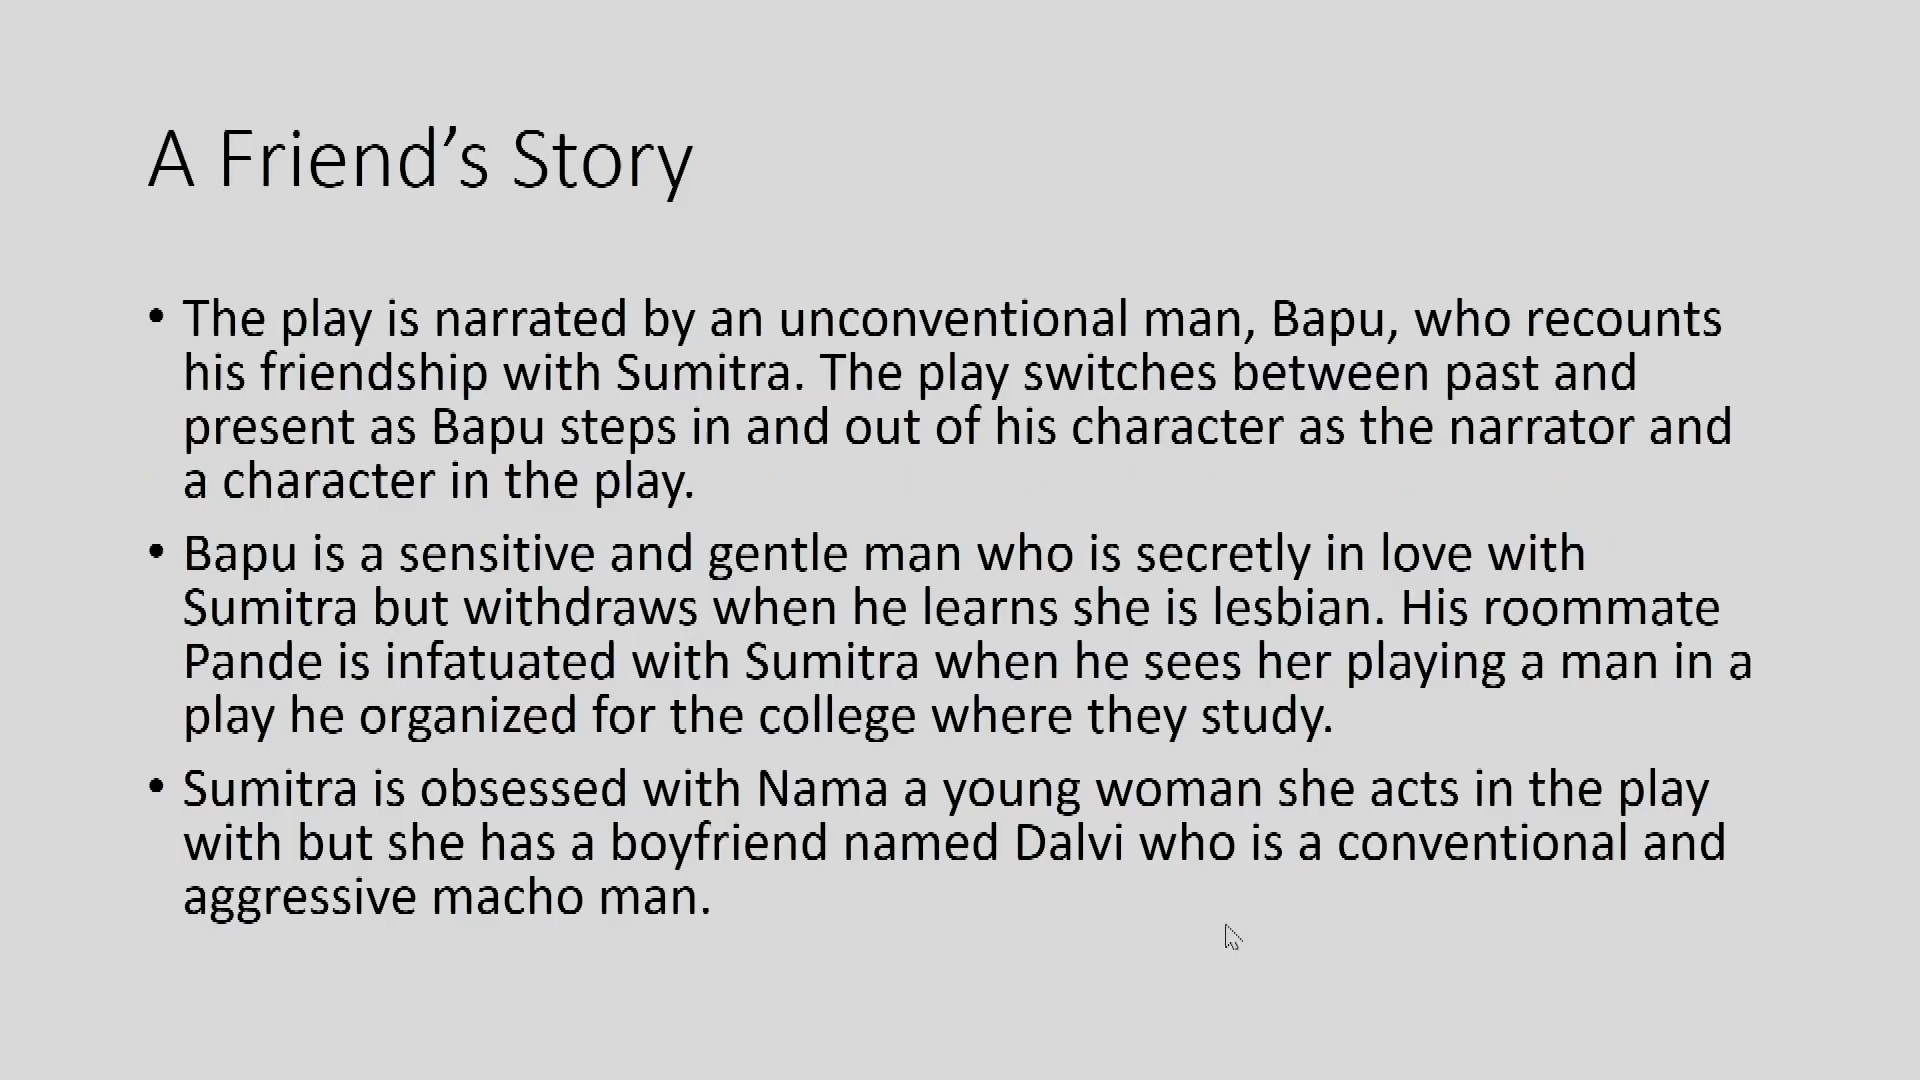 A Friend’s Story
• The play is narrated by an unconventional man, Bapu, who recounts
his friendship with Sumitra. The play switches between past and
present as Bapu steps in and out of his character as the narrator and
a character in the play.
• Bapu is a sensitive and gentle man who is secretly in love with
Sumitra but withdraws when he learns she is lesbian. His roommate
Pande is infatuated with Sumitra when he sees her playing a man in a
play he organized for the college where they study.
• Sumitra is obsessed with Nama a young woman she acts in the play
with but she has a boyfriend named Dalvi who is a conventional and
aggressive macho man.